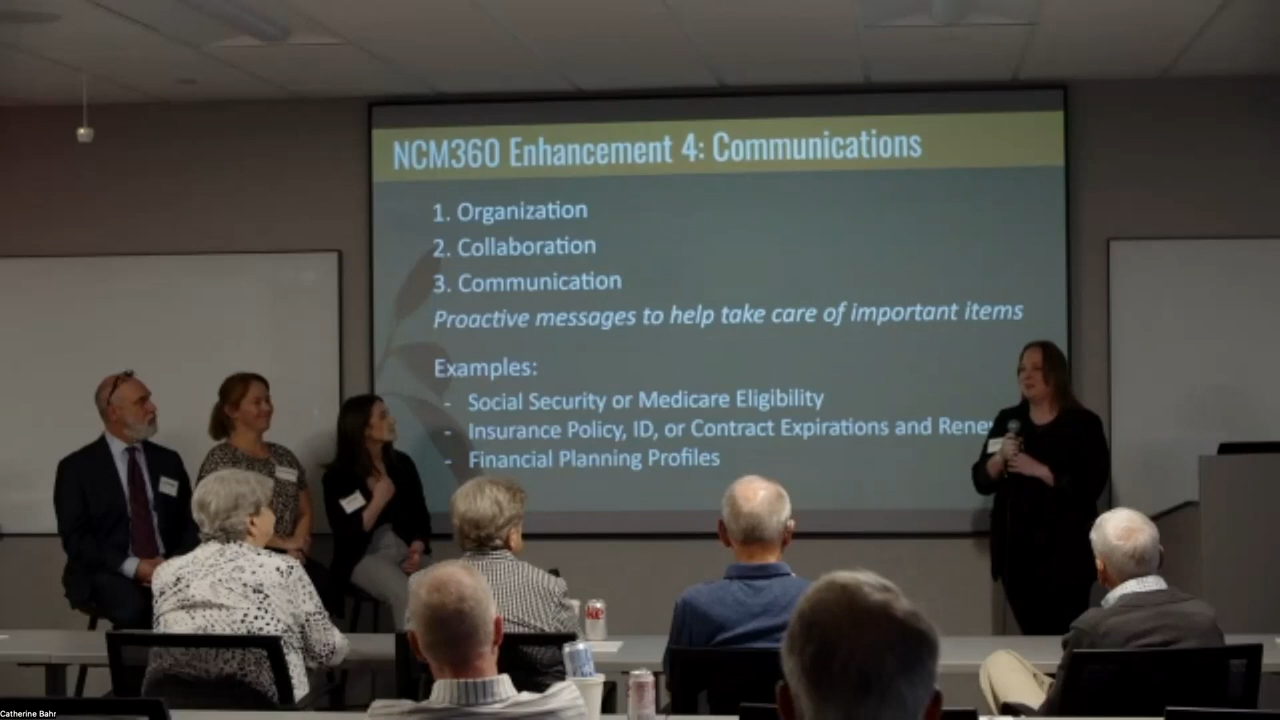 NCM360 Enhancement 4: Communications
1. Organization
2. Collaboration
3. Communication
Proactive messages to help take care of important items
Examples:
- Social Security or Medicare Eligibility
- Insurance Policy, ID, or Contract Expirations and
- Financial Planning Profiles
Catherine Bahr